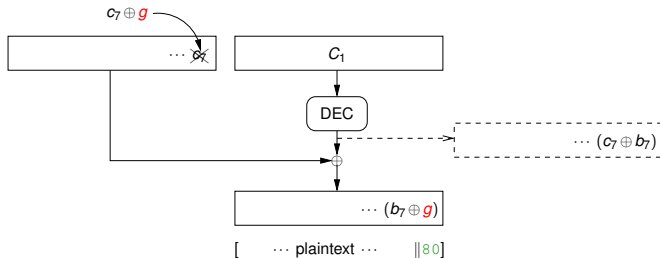 c₇ ⊕ g
⋯ c₇
C₁
DEC
⋯ (c₇ ⊕ b₇)
⊕
⋯ (b₇ ⊕ g)
[ ⋯ plaintext ⋯ ‖80]